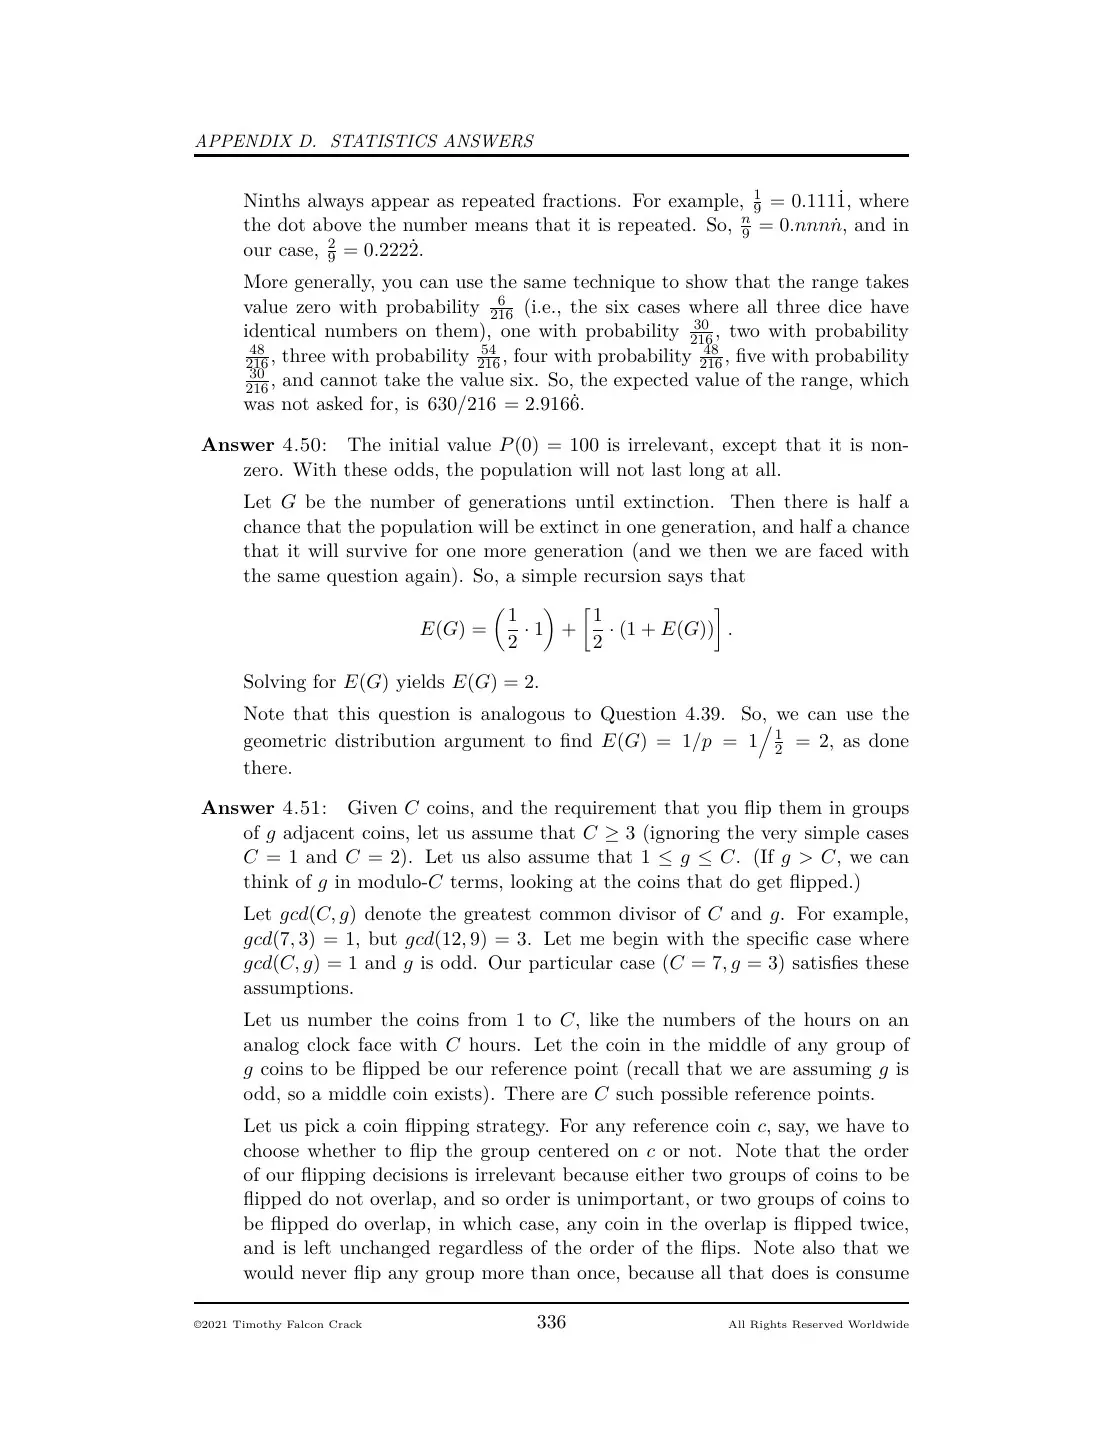 APPENDIX D. STATISTICS ANSWERS
Ninths always appear as repeated fractions. For example, 1/9 = 0.1111̇, where
the dot above the number means that it is repeated. So, n/9 = 0.nnnṅ, and in
our case, 2/9 = 0.2222̇.
More generally, you can use the same technique to show that the range takes
value zero with probability 6/216 (i.e., the six cases where all three dice have
identical numbers on them), one with probability 30/216, two with probability
48/216, three with probability 54/216, four with probability 48/216, five with probability
30/216, and cannot take the value six. So, the expected value of the range, which
was not asked for, is 630/216 = 2.9166̇.
Answer 4.50: The initial value P(0) = 100 is irrelevant, except that it is non-
zero. With these odds, the population will not last long at all.
Let G be the number of generations until extinction. Then there is half a
chance that the population will be extinct in one generation, and half a chance
that it will survive for one more generation (and we then we are faced with
the same question again). So, a simple recursion says that
E(G) = (1/2 · 1) + [1/2 · (1 + E(G))].
Solving for E(G) yields E(G) = 2.
Note that this question is analogous to Question 4.39. So, we can use the
geometric distribution argument to find E(G) = 1/p = 1/ 1/2 = 2, as done
there.
Answer 4.51: Given C coins, and the requirement that you flip them in groups
of g adjacent coins, let us assume that C ≥ 3 (ignoring the very simple cases
C = 1 and C = 2). Let us also assume that 1 ≤ g ≤ C. (If g > C, we can
think of g in modulo-C terms, looking at the coins that do get flipped.)
Let gcd(C, g) denote the greatest common divisor of C and g. For example,
gcd(7, 3) = 1, but gcd(12, 9) = 3. Let me begin with the specific case where
gcd(C, g) = 1 and g is odd. Our particular case (C = 7, g = 3) satisfies these
assumptions.
Let us number the coins from 1 to C, like the numbers of the hours on an
analog clock face with C hours. Let the coin in the middle of any group of
g coins to be flipped be our reference point (recall that we are assuming g is
odd, so a middle coin exists). There are C such possible reference points.
Let us pick a coin flipping strategy. For any reference coin c, say, we have to
choose whether to flip the group centered on c or not. Note that the order
of our flipping decisions is irrelevant because either two groups of coins to be
flipped do not overlap, and so order is unimportant, or two groups of coins to
be flipped do overlap, in which case, any coin in the overlap is flipped twice,
and is left unchanged regardless of the order of the flips. Note also that we
would never flip any group more than once, because all that does is consume
©2021 Timothy Falcon Crack 336 All Rights Reserved Worldwide